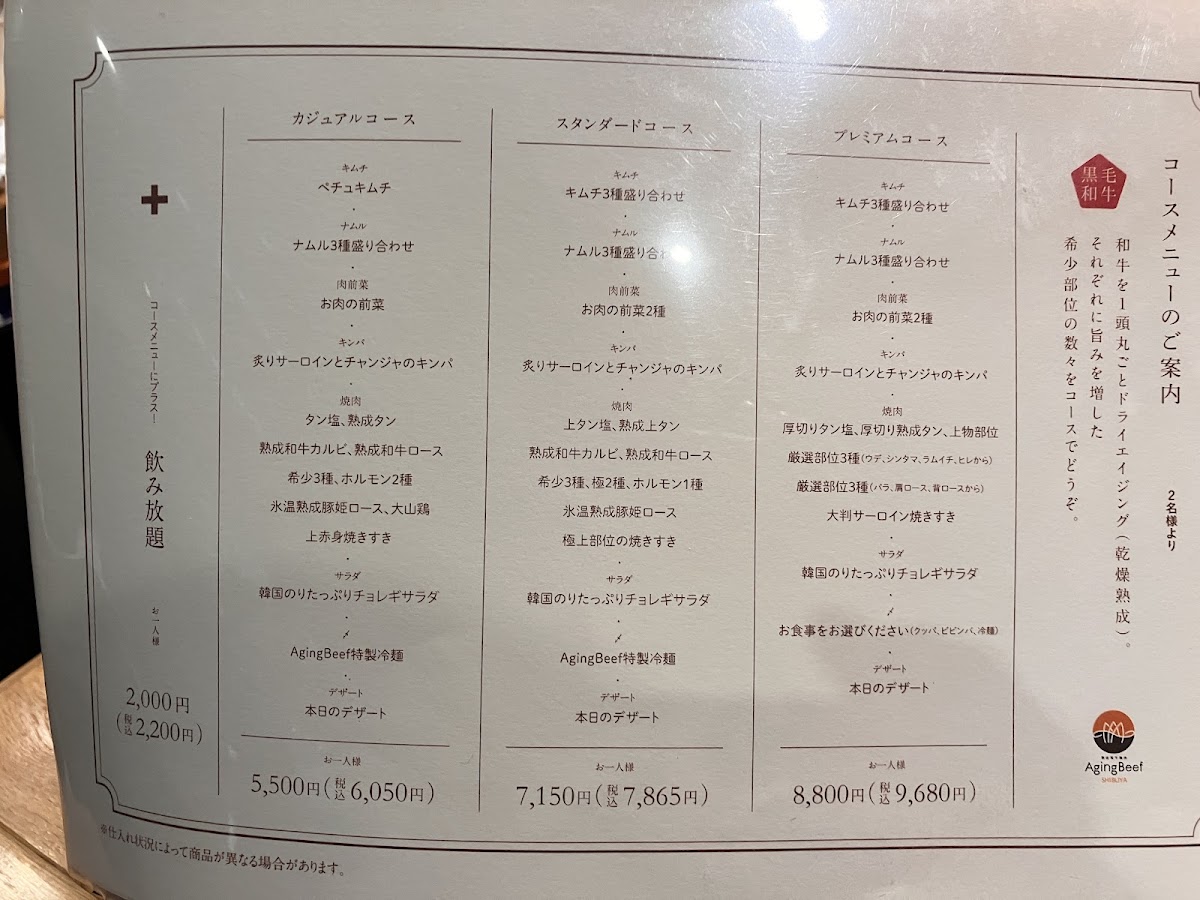 コースメニューのご案内
2名様より
黒毛
和牛
和牛を1頭丸ごとドライエイジング(乾燥熟成)。
それぞれに旨みを増した
希少部位の数々をコースでどうぞ。
AgingBeef
SHIBUYA
プレミアムコース
キムチ
キムチ3種盛り合わせ
・
ナムル
ナムル3種盛り合わせ
・
肉前菜
お肉の前菜2種
・
キンパ
炙りサーロインとチャンジャのキンパ
・
焼肉
厚切りタン塩、厚切り熟成タン、上物部位
厳選部位3種(ウデ、シンタマ、ラムイチ、ヒレから)
厳選部位3種(バラ、肩ロース、背ロースから)
大判サーロイン焼きすき
・
サラダ
韓国のりたっぷりチョレギサラダ
・
〆
お食事をお選びください(クッパ、ビビンバ、冷麺)
・
デザート
本日のデザート
お一人様
8,800円(税込9,680円)
スタンダードコース
キムチ
キムチ3種盛り合わせ
・
ナムル
ナムル3種盛り合
・
肉前菜
お肉の前菜2種
・
キンパ
炙りサーロインとチャンジャのキンパ
・
焼肉
上タン塩、熟成上タン
熟成和牛カルビ、熟成和牛ロース
希少3種、極2種、ホルモン1種
氷温熟成豚姫ロース
極上部位の焼きすき
・
サラダ
韓国のりたっぷりチョレギサラダ
・
〆
AgingBeef特製冷麺
・
デザート
本日のデザート
お一人様
7,150円(税込7,865円)
カジュアルコース
キムチ
ペチュキムチ
・
ナムル
ナムル3種盛り合わせ
・
肉前菜
お肉の前菜
・
キンパ
炙りサーロインとチャンジャのキンパ
・
焼肉
タン塩、熟成タン
熟成和牛カルビ、熟成和牛ロース
希少3種、ホルモン2種
氷温熟成豚姫ロース、大山鶏
上赤身焼きすき
・
サラダ
韓国のりたっぷりチョレギサラダ
・
〆
AgingBeef特製冷麺
・
デザート
本日のデザート
お一人様
5,500円(税込6,050円)
+
コースメニューにプラス!
飲み放題
お一人様
2,000円
(税込2,200円)
※仕入れ状況によって商品が異なる場合があります。